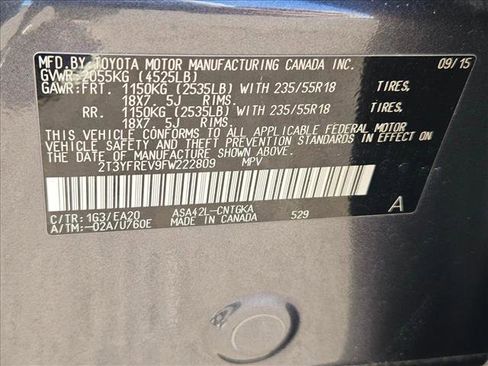 MFD. BY TOYOTA MOTOR MANUFACTURING CANADA INC. 09/15
GVWR 2055KG (4525LB)
GAWR:FRT. 1150KG (2535LB) WITH 235/55R18 TIRES,
18X7. 5J RIMS.
RR. 1150KG (2535LB) WITH 235/55R18 TIRES,
18X7. 5J RIMS.
THIS VEHICLE CONFORMS TO ALL APPLICABLE FEDERAL MOTOR
VEHICLE SAFETY AND THEFT PREVENTION STANDARDS IN EFFECT ON
THE DATE OF MANUFACTURE SHOWN ABOVE.
2T3YFREV9FW222809 MPV
C/TR:1G3/EA20 ASA42L-CNTGKA A
A/TM:-02A/U760E MADE IN CANADA 529